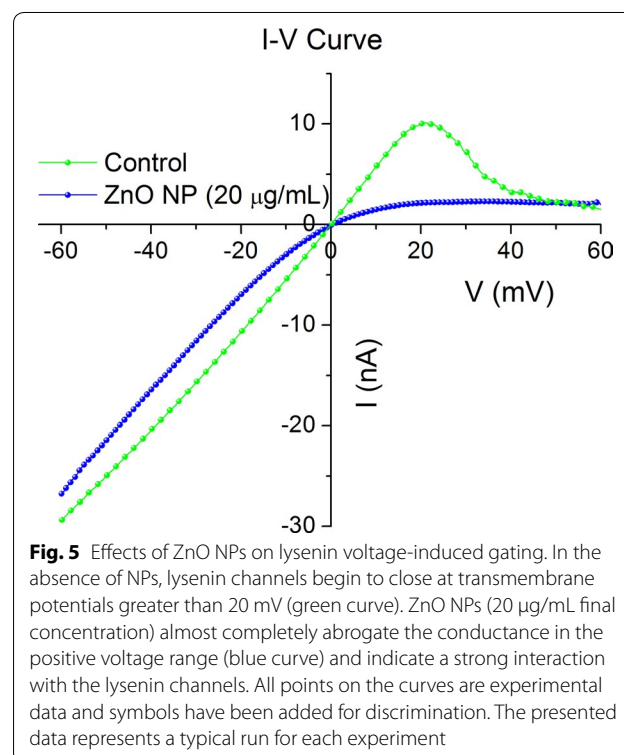 I-V Curve
Control
ZnO NP (20 μg/mL)
10
0
-60 -40 -20 0 20 40 60
V (mV)
-10
I (nA)
-20
-30
Fig. 5 Effects of ZnO NPs on lysenin voltage-induced gating. In the
absence of NPs, lysenin channels begin to close at transmembrane
potentials greater than 20 mV (green curve). ZnO NPs (20 µg/mL final
concentration) almost completely abrogate the conductance in the
positive voltage range (blue curve) and indicate a strong interaction
with the lysenin channels. All points on the curves are experimental
data and symbols have been added for discrimination. The presented
data represents a typical run for each experiment